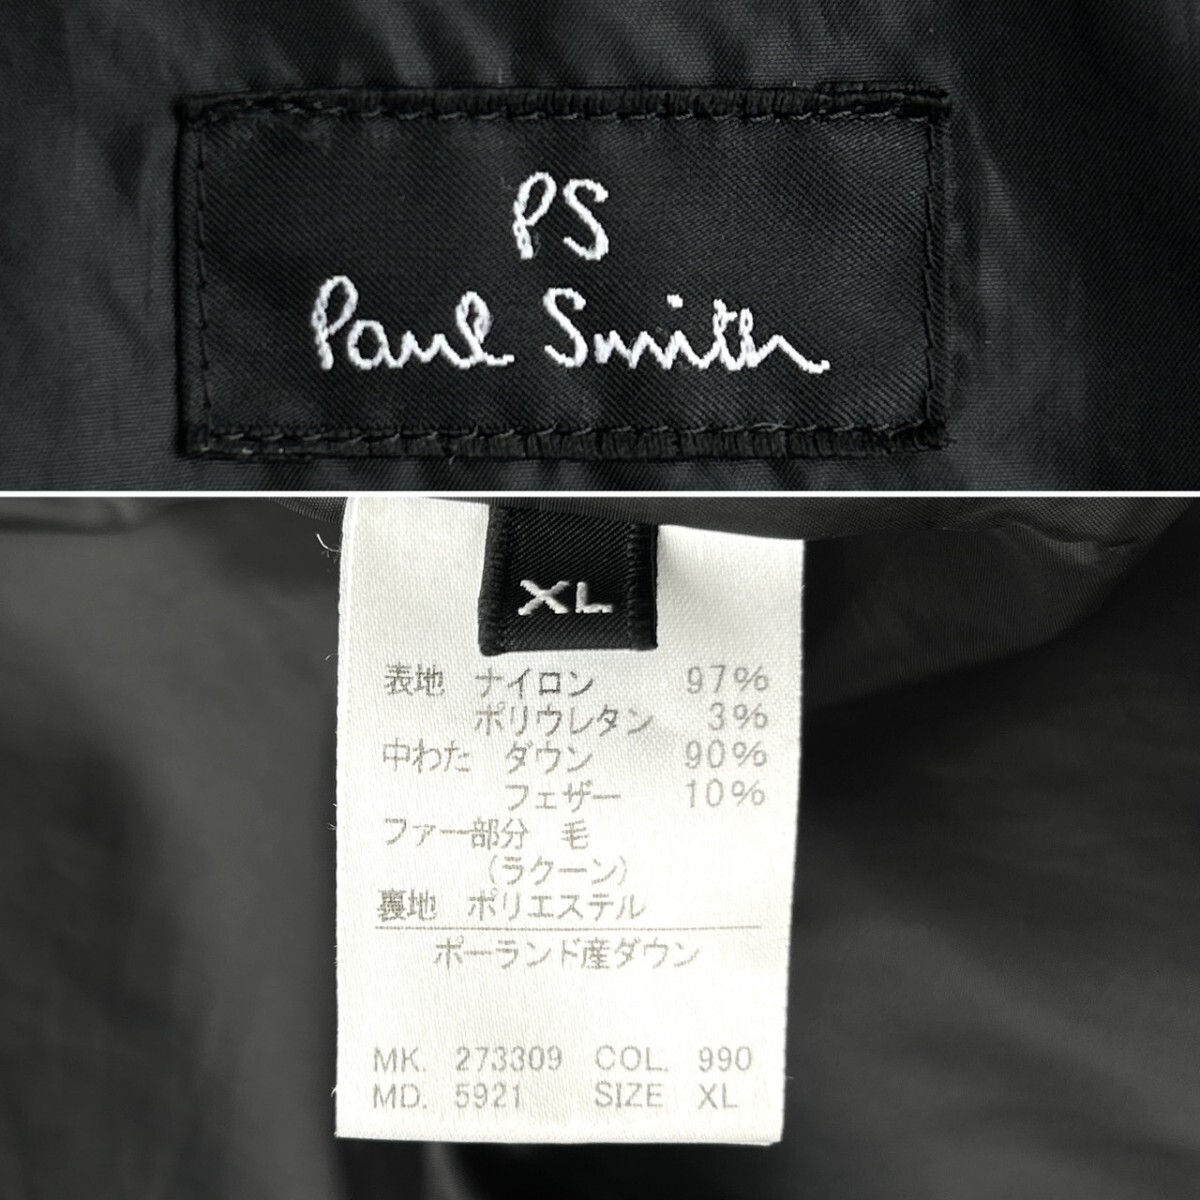 PS
Paul Smith
XL
表地 ナイロン 97%
ポリウレタン 3%
中わた ダウン 90%
フェザー 10%
ファー部分 毛
(ラクーン)
裏地 ポリエステル
ポーランド産ダウン
MK. 273309 COL. 990
MD. 5921 SIZE XL